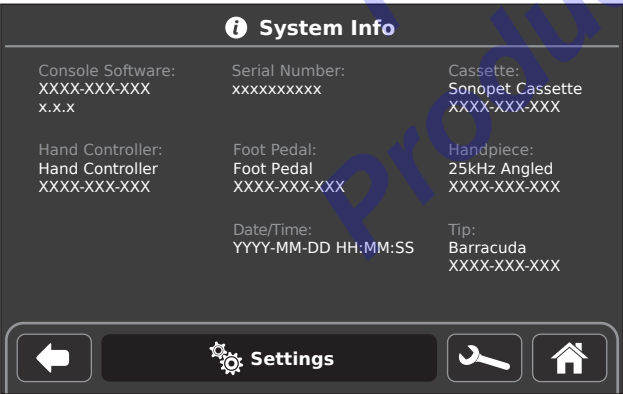 System Info
Console Software:
XXXX-XXX-XXX
x.x.x
Serial Number:
xxxxxxxxxx
Cassette:
Sonopet Cassette
XXXX-XXX-XXX
Hand Controller:
Hand Controller
XXXX-XXX-XXX
Foot Pedal:
Foot Pedal
XXXX-XXX-XXX
Handpiece:
25kHz Angled
XXXX-XXX-XXX
Date/Time:
YYYY-MM-DD HH:MM:SS
Tip:
Barracuda
XXXX-XXX-XXX
Settings
Produ